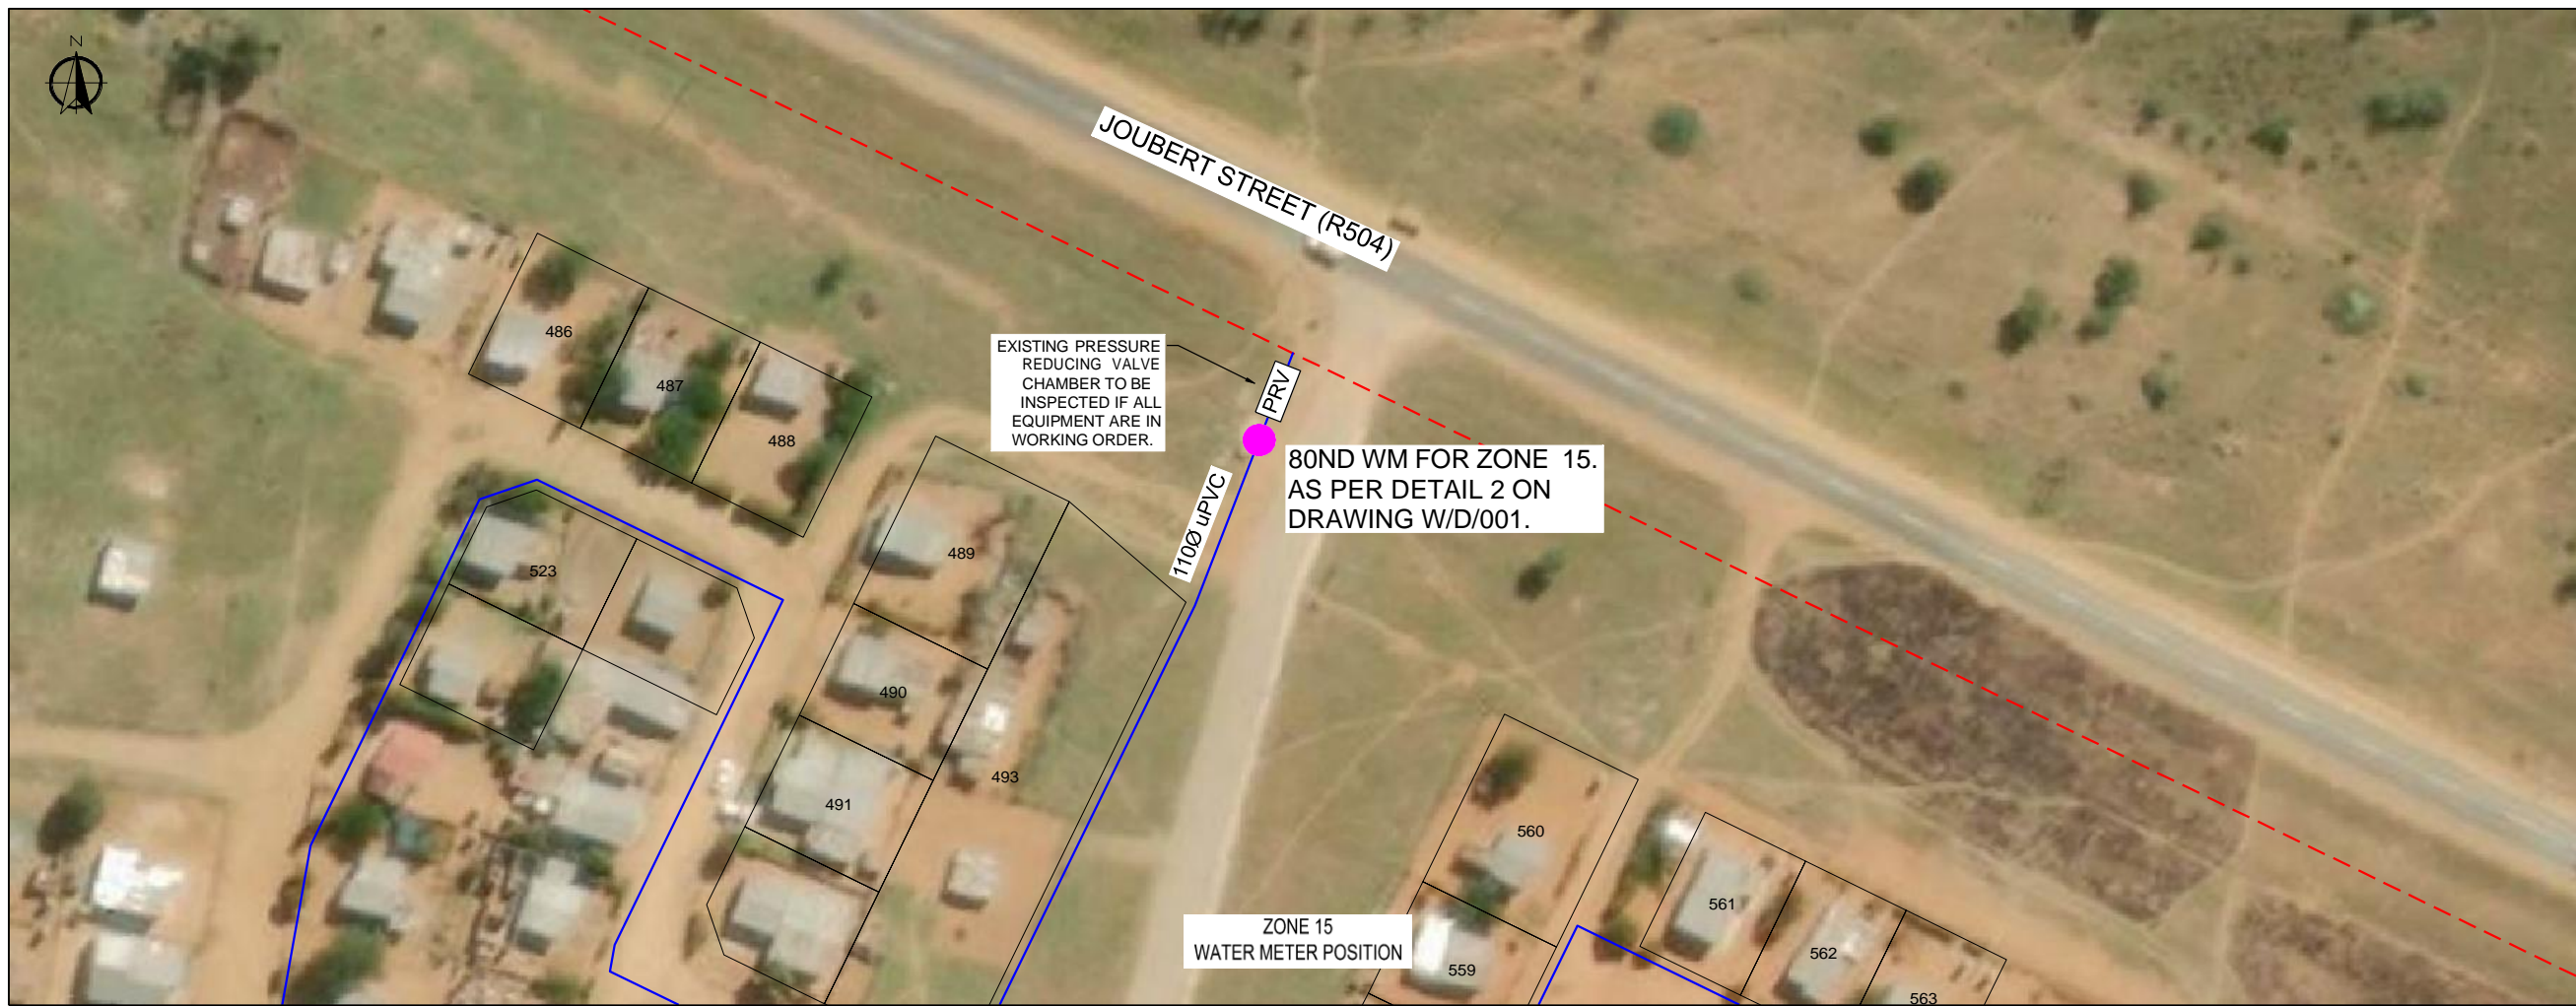 N
JOUBERT STREET (R504)
EXISTING PRESSURE
REDUCING VALVE
CHAMBER TO BE
INSPECTED IF ALL
EQUIPMENT ARE IN
WORKING ORDER.
PRV
80ND WM FOR ZONE 15.
AS PER DETAIL 2 ON
DRAWING W/D/001.
110Ø uPVC
486
487
488
489
523
490
491
493
560
561
562
559
563
ZONE 15
WATER METER POSITION